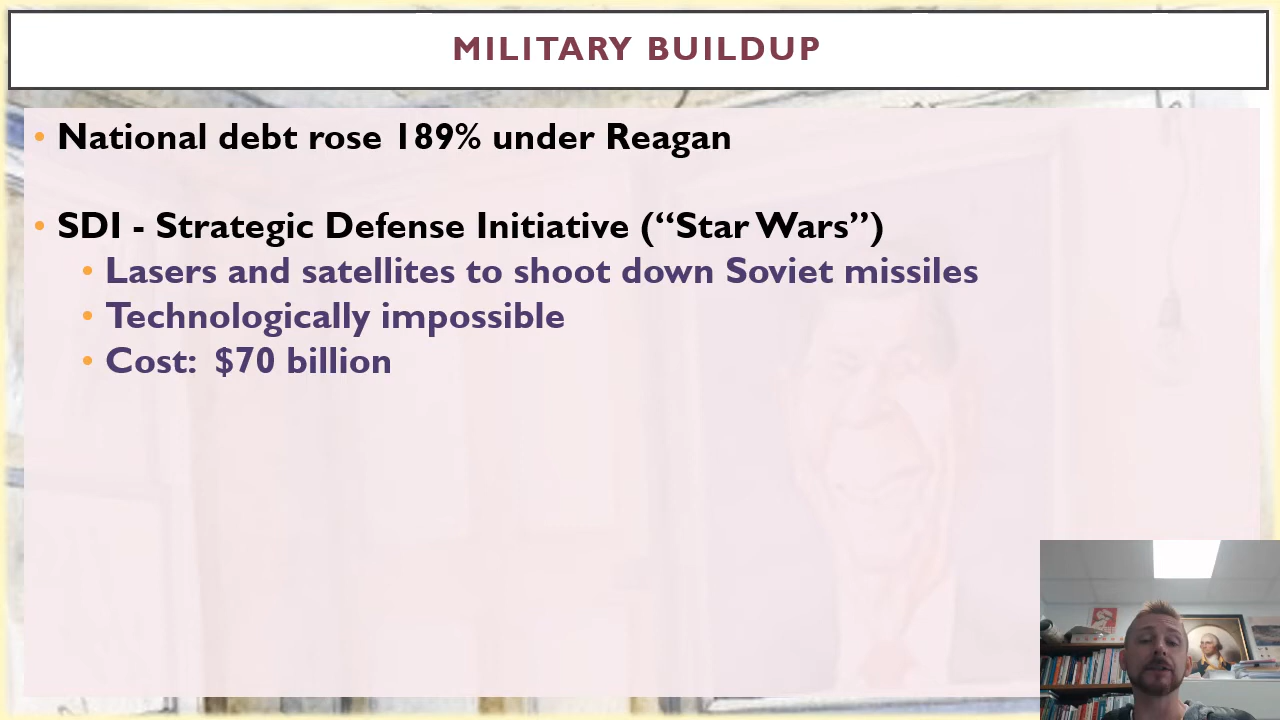 MILITARY BUILDUP
• National debt rose 189% under Reagan
• SDI - Strategic Defense Initiative (“Star Wars”)
• Lasers and satellites to shoot down Soviet missiles
• Technologically impossible
• Cost: $70 billion